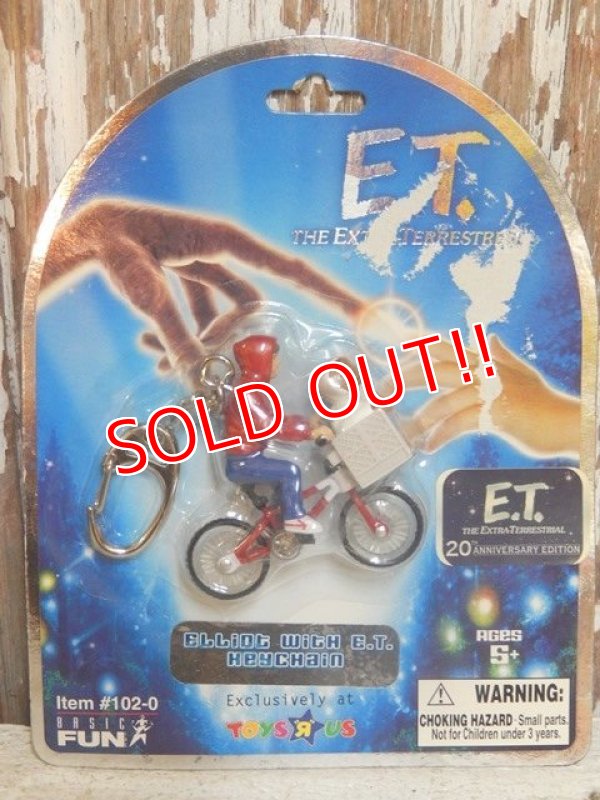 E.T.
THE EXTRA-TERRESTRIAL
SOLD OUT!!
E.T.
THE EXTRA-TERRESTRIAL
20 ANNIVERSARY EDITION
ELLIOT WITH E.T.
KEYCHAIN
AGES
5+
Item #102-0
BASIC
FUN
Exclusively at
TOYS R US
WARNING:
CHOKING HAZARD - Small parts.
Not for Children under 3 years.